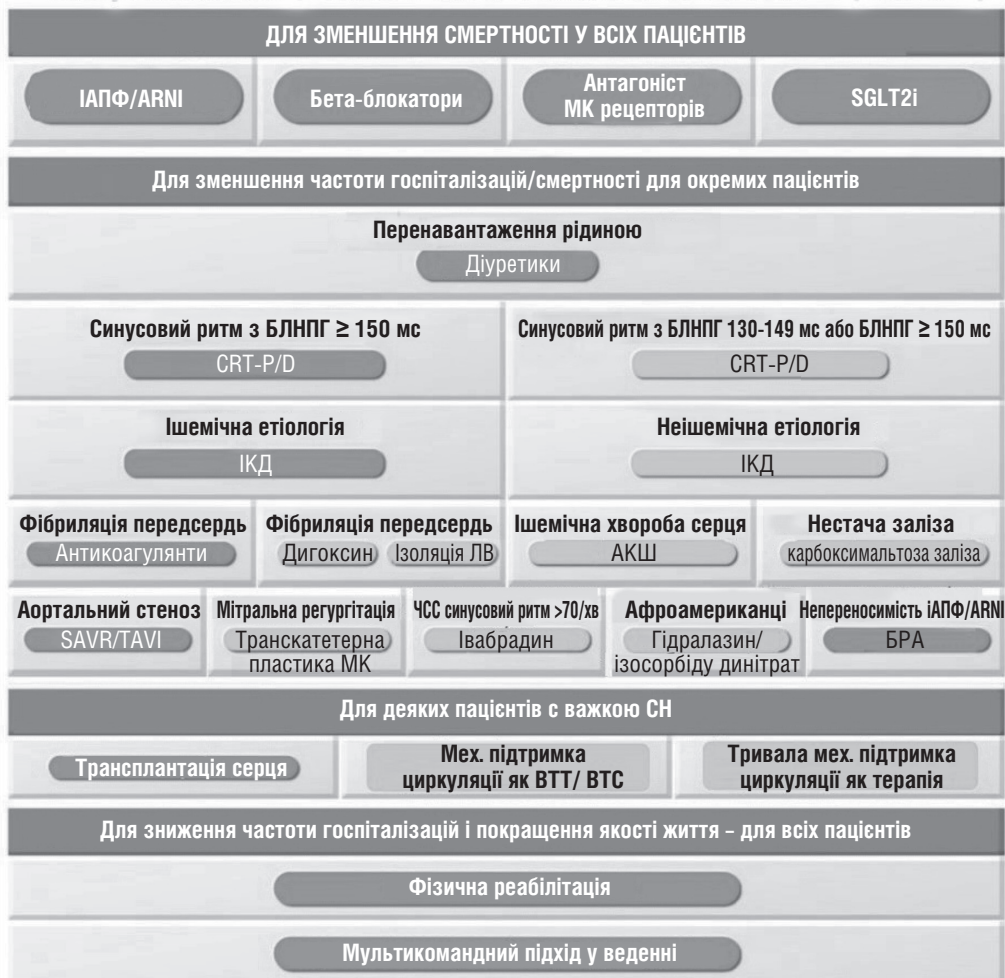 ДЛЯ ЗМЕНШЕННЯ СМЕРТНОСТІ У ВСІХ ПАЦІЄНТІВ
ІАПФ/ARNI
Бета-блокатори
Антагоніст
МК рецепторів
SGLT2i
Для зменшення частоти госпіталізацій/смертності для окремих пацієнтів
Перенавантаження рідиною
Діуретики
Синусовий ритм з БЛНПГ ≥ 150 мс
CRT-P/D
Синусовий ритм з БЛНПГ 130-149 мс або БЛНПГ ≥ 150 мс
CRT-P/D
Ішемічна етіологія
ІКД
Неішемічна етіологія
ІКД
Фібриляція передсердь
Антикоагулянти
Фібриляція передсердь
Дигоксин Ізоляція ЛВ
Ішемічна хвороба серця
АКШ
Нестача заліза
карбоксимальтоза заліза
Аортальний стеноз
SAVR/TAVI
Мітральна регургітація
Транскатетерна
пластика МК
ЧСС синусовий ритм >70/хв
Івабрадин
Афроамериканці
Гідралазин/
ізосорбіду динітрат
Непереносимість іАПФ/ARNI
БРА
Для деяких пацієнтів с важкою СН
Трансплантація серця
Мех. підтримка
циркуляції як ВТТ/ ВТС
Тривала мех. підтримка
циркуляції як терапія
Для зниження частоти госпіталізацій і покращення якості життя – для всіх пацієнтів
Фізична реабілітація
Мультикомандний підхід у веденні